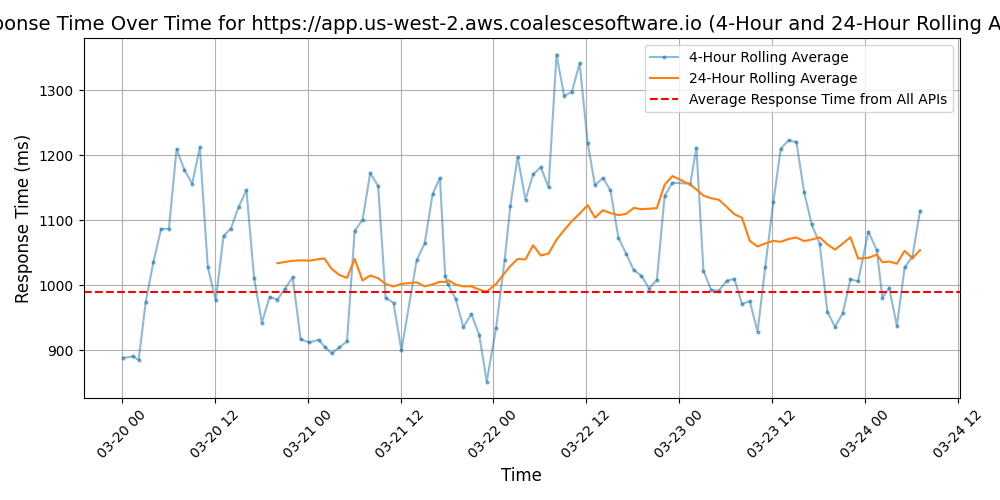 ponse Time Over Time for https://app.us-west-2.aws.coalescesoftware.io (4-Hour and 24-Hour Rolling A
4-Hour Rolling Average
24-Hour Rolling Average
Average Response Time from All APIs
Response Time (ms)
1300
1200
1100
1000
900
03-20 00
03-20 12
03-21 00
03-21 12
03-22 00
03-22 12
03-23 00
03-23 12
03-24 00
03-24 12
Time